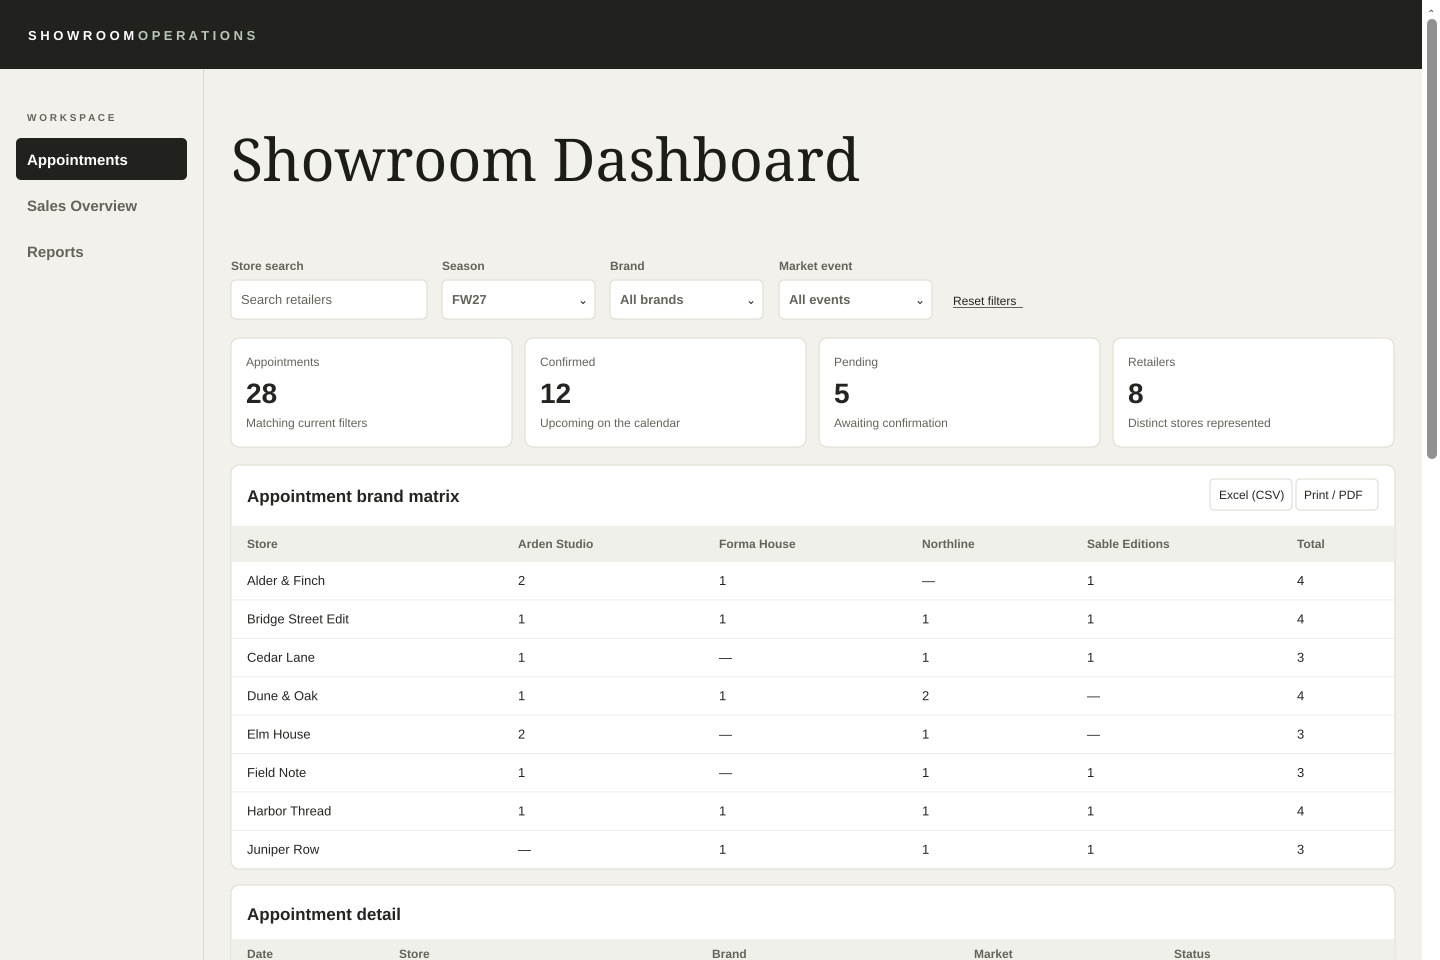 SHOWROOMOPERATIONS
WORKSPACE
Appointments
Sales Overview
Reports
Showroom Dashboard
Store search Season Brand Market event
Search retailers FW27 All brands All events Reset filters
Appointments Confirmed Pending Retailers
28 12 5 8
Matching current filters Upcoming on the calendar Awaiting confirmation Distinct stores represented
Appointment brand matrix Excel (CSV) Print / PDF
Store Arden Studio Forma House Northline Sable Editions Total
Alder & Finch 2 1 — 1 4
Bridge Street Edit 1 1 1 1 4
Cedar Lane 1 — 1 1 3
Dune & Oak 1 1 2 — 4
Elm House 2 — 1 — 3
Field Note 1 — 1 1 3
Harbor Thread 1 1 1 1 4
Juniper Row — 1 1 1 3
Appointment detail
Date Store Brand Market Status